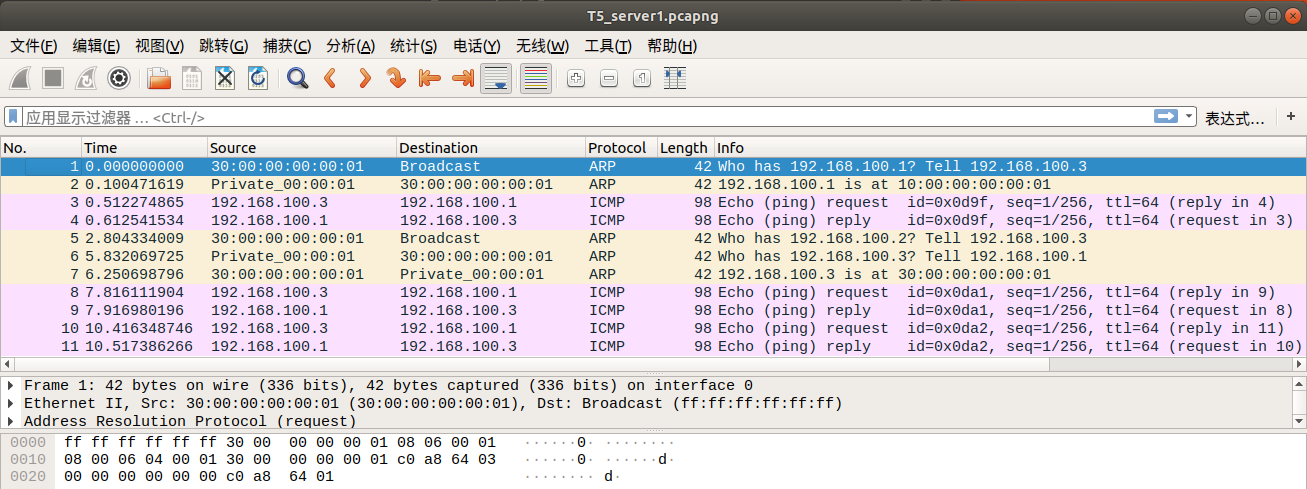 T5_server1.pcapng
文件(F) 编辑(E) 视图(V) 跳转(G) 捕获(C) 分析(A) 统计(S) 电话(Y) 无线(W) 工具(T) 帮助(H)
应用显示过滤器 … <Ctrl-/> 表达式… +
No. Time Source Destination Protocol Length Info
1 0.000000000 30:00:00:00:00:01 Broadcast ARP 42 Who has 192.168.100.1? Tell 192.168.100.3
2 0.100471619 Private_00:00:01 30:00:00:00:00:01 ARP 42 192.168.100.1 is at 10:00:00:00:00:01
3 0.512274865 192.168.100.3 192.168.100.1 ICMP 98 Echo (ping) request id=0x0d9f, seq=1/256, ttl=64 (reply in 4)
4 0.612541534 192.168.100.1 192.168.100.3 ICMP 98 Echo (ping) reply id=0x0d9f, seq=1/256, ttl=64 (request in 3)
5 2.804334009 30:00:00:00:00:01 Broadcast ARP 42 Who has 192.168.100.2? Tell 192.168.100.3
6 5.832069725 Private_00:00:01 30:00:00:00:00:01 ARP 42 Who has 192.168.100.3? Tell 192.168.100.1
7 6.250698796 30:00:00:00:00:01 Private_00:00:01 ARP 42 192.168.100.3 is at 30:00:00:00:00:01
8 7.816111904 192.168.100.3 192.168.100.1 ICMP 98 Echo (ping) request id=0x0da1, seq=1/256, ttl=64 (reply in 9)
9 7.916980196 192.168.100.1 192.168.100.3 ICMP 98 Echo (ping) reply id=0x0da1, seq=1/256, ttl=64 (request in 8)
10 10.416348746 192.168.100.3 192.168.100.1 ICMP 98 Echo (ping) request id=0x0da2, seq=1/256, ttl=64 (reply in 11)
11 10.517386266 192.168.100.1 192.168.100.3 ICMP 98 Echo (ping) reply id=0x0da2, seq=1/256, ttl=64 (request in 10)
Frame 1: 42 bytes on wire (336 bits), 42 bytes captured (336 bits) on interface 0
Ethernet II, Src: 30:00:00:00:00:01 (30:00:00:00:00:01), Dst: Broadcast (ff:ff:ff:ff:ff:ff)
Address Resolution Protocol (request)
0000 ff ff ff ff ff ff 30 00 00 00 00 01 08 06 00 01 ······0· ········
0010 08 00 06 04 00 01 30 00 00 00 00 01 c0 a8 64 03 ······0· ······d·
0020 00 00 00 00 00 00 c0 a8 64 01 ········ d·